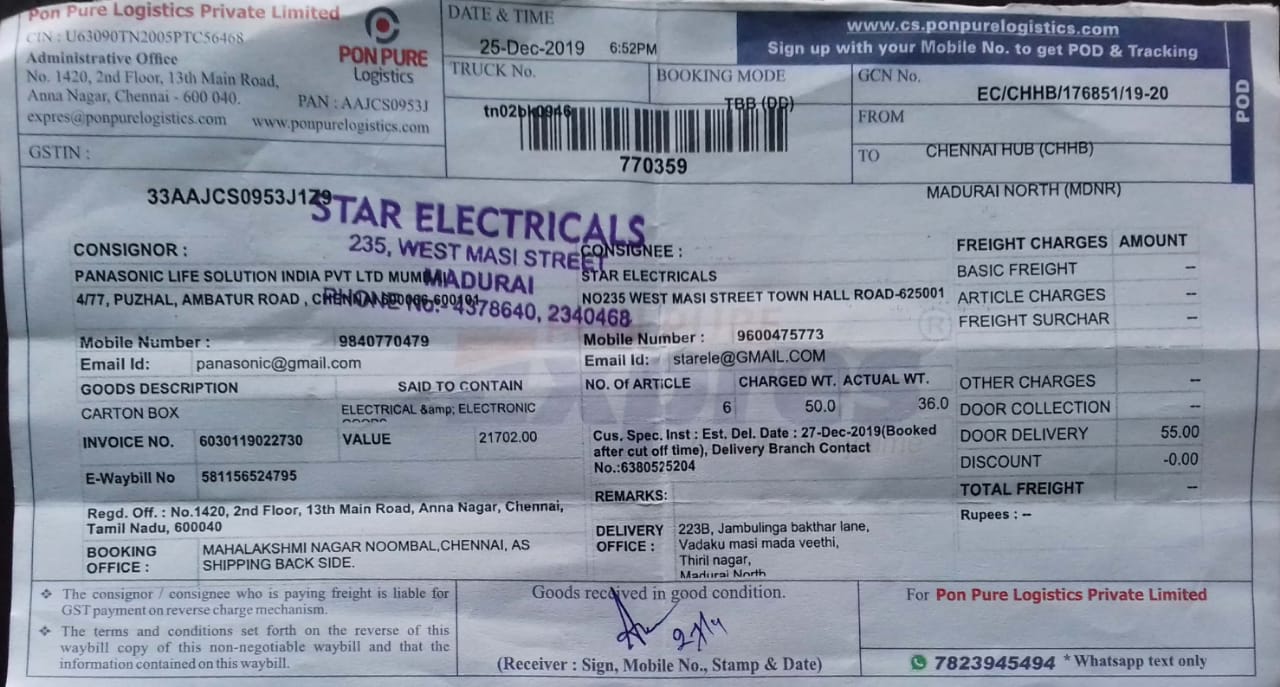 Pon Pure Logistics Private Limited
CIN : U63090TN2005PTC56468
Administrative Office
No. 1420, 2nd Floor, 13th Main Road,
Anna Nagar, Chennai - 600 040.
PAN : AAJCS0953J
expres@ponpurelogistics.com www.ponpurelogistics.com
PON PURE
Logistics
GSTIN :
33AAJCS0953J1Z9
DATE & TIME
25-Dec-2019 6:52PM
TRUCK No.
tn02bk0946
BOOKING MODE
TBB (DD)
770359
www.cs.ponpurelogistics.com
Sign up with your Mobile No. to get POD & Tracking
GCN No.
EC/CHHB/176851/19-20
FROM
CHENNAI HUB (CHHB)
TO
MADURAI NORTH (MDNR)
POD
STAR ELECTRICALS
235, WEST MASI STREET
MADURAI
PHONE No.- 4378640, 2340468
CONSIGNOR :
PANASONIC LIFE SOLUTION INDIA PVT LTD
4/77, PUZHAL, AMBATUR ROAD , CHENNAI
Mobile Number : 9840770479
Email Id: panasonic@gmail.com
GOODS DESCRIPTION SAID TO CONTAIN
CARTON BOX ELECTRICAL &amp; ELECTRONIC
INVOICE NO. 6030119022730 VALUE 21702.00
E-Waybill No 581156524795
Regd. Off. : No.1420, 2nd Floor, 13th Main Road, Anna Nagar, Chennai,
Tamil Nadu, 600040
BOOKING OFFICE : MAHALAKSHMI NAGAR NOOMBAL,CHENNAI, AS
SHIPPING BACK SIDE.
CONSIGNEE :
STAR ELECTRICALS
NO235 WEST MASI STREET TOWN HALL ROAD-625001
Mobile Number : 9600475773
Email Id: starele@GMAIL.COM
NO. Of ARTICLE CHARGED WT. ACTUAL WT.
6 50.0 36.0
Cus. Spec. Inst : Est. Del. Date : 27-Dec-2019(Booked
after cut off time), Delivery Branch Contact
No.:6380525204
REMARKS:
DELIVERY OFFICE : 223B, Jambulinga bakthar lane,
Vadaku masi mada veethi,
Thiril nagar,
Madurai North
FREIGHT CHARGES AMOUNT
BASIC FREIGHT --
ARTICLE CHARGES --
FREIGHT SURCHAR --
OTHER CHARGES --
DOOR COLLECTION --
DOOR DELIVERY 55.00
DISCOUNT -0.00
TOTAL FREIGHT --
Rupees : --
❖ The consignor / consignee who is paying freight is liable for
GST payment on reverse charge mechanism.
❖ The terms and conditions set forth on the reverse of this
waybill copy of this non-negotiable waybill and that the
information contained on this waybill.
Goods received in good condition.
(Receiver : Sign, Mobile No., Stamp & Date)
For Pon Pure Logistics Private Limited
7823945494 * Whatsapp text only